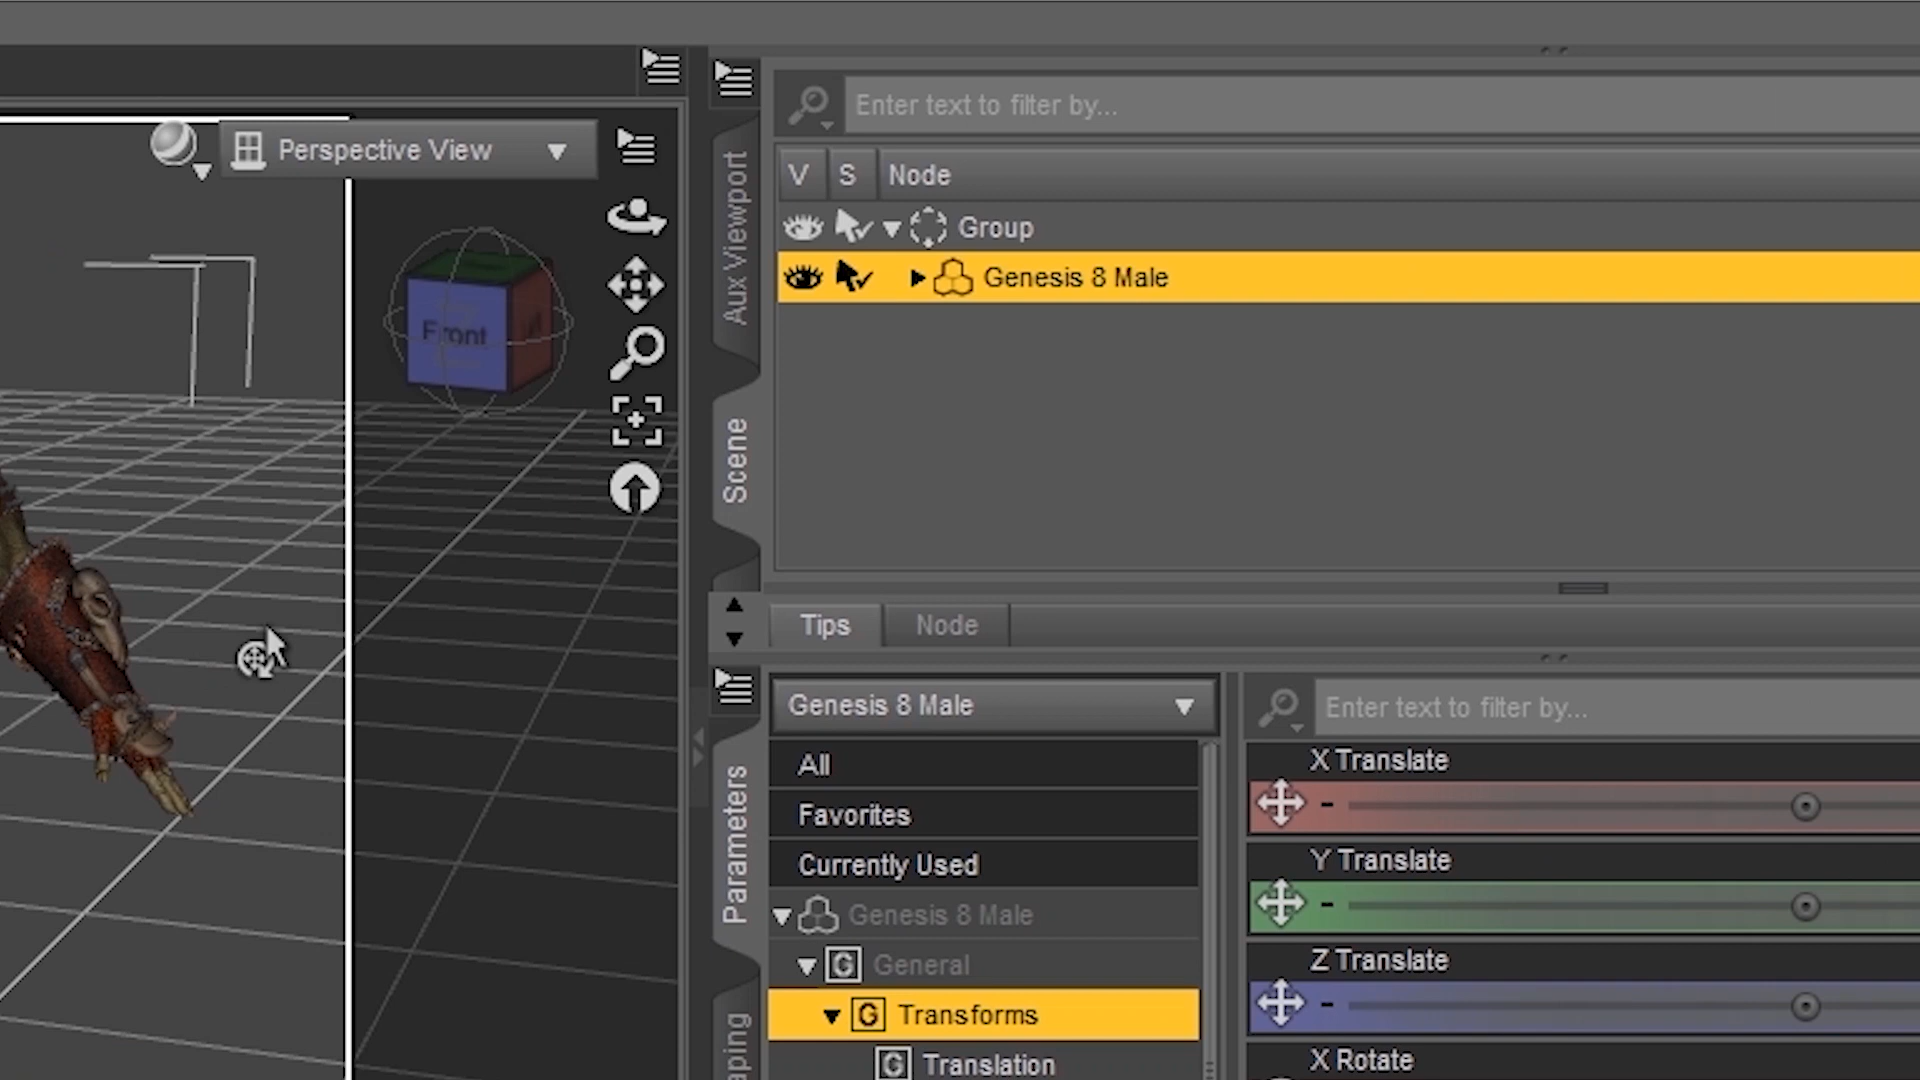 Perspective View
Front
Aux Viewport
Scene
Enter text to filter by...
V S Node
Group
Genesis 8 Male
Tips Node
Parameters
Genesis 8 Male
All
Favorites
Currently Used
Genesis 8 Male
G General
G Transforms
G Translation
Enter text to filter by...
X Translate
Y Translate
Z Translate
X Rotate